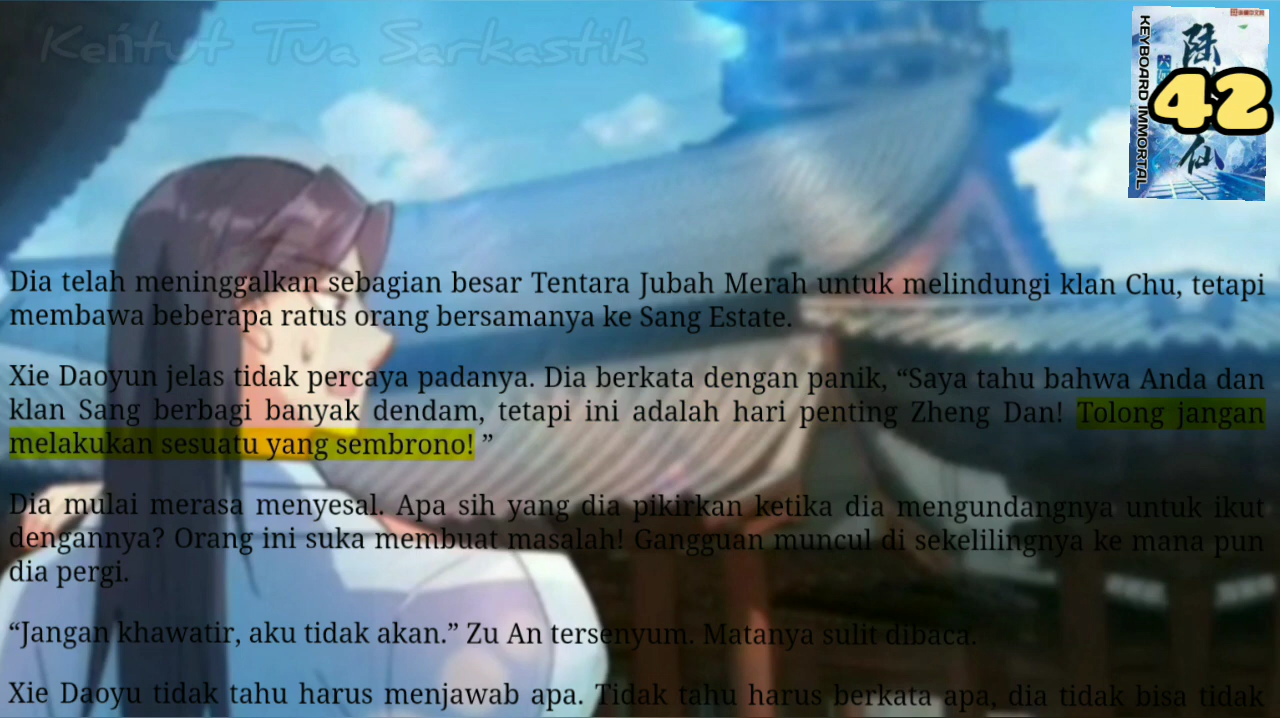 Kentut Tua Sarkastik
KEYBOARD IMMORTAL
42
仙
Dia telah meninggalkan sebagian besar Tentara Jubah Merah untuk melindungi klan Chu, tetapi
membawa beberapa ratus orang bersamanya ke Sang Estate.
Xie Daoyun jelas tidak percaya padanya. Dia berkata dengan panik, “Saya tahu bahwa Anda dan
klan Sang berbagi banyak dendam, tetapi ini adalah hari penting Zheng Dan! Tolong jangan
melakukan sesuatu yang sembrono! ”
Dia mulai merasa menyesal. Apa sih yang dia pikirkan ketika dia mengundangnya untuk ikut
dengannya? Orang ini suka membuat masalah! Gangguan muncul di sekelilingnya ke mana pun
dia pergi.
“Jangan khawatir, aku tidak akan.” Zu An tersenyum. Matanya sulit dibaca.
Xie Daoyu tidak tahu harus menjawab apa. Tidak tahu harus berkata apa, dia tidak bisa tidak